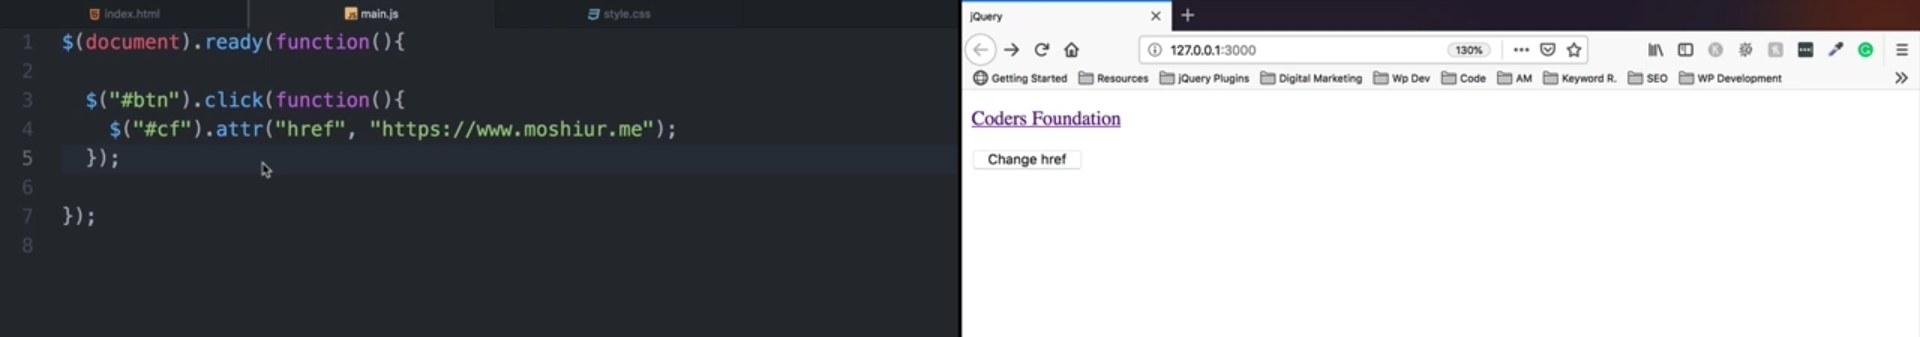 index.html
main.js
style.css
1 $(document).ready(function(){
2
3 $("#btn").click(function(){
4 $("#cf").attr("href", "https://www.moshiur.me");
5 });
6
7 });
8
jQuery
127.0.0.1:3000
130%
Getting Started
Resources
jQuery Plugins
Digital Marketing
Wp Dev
Code
AM
Keyword R.
SEO
WP Development
Coders Foundation
Change href